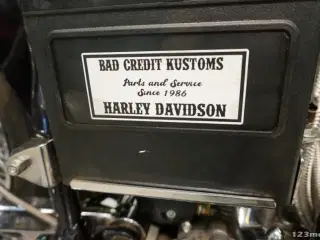 BAD CREDIT KUSTOMS
Parts and Service
Since 1986
HARLEY DAVIDSON